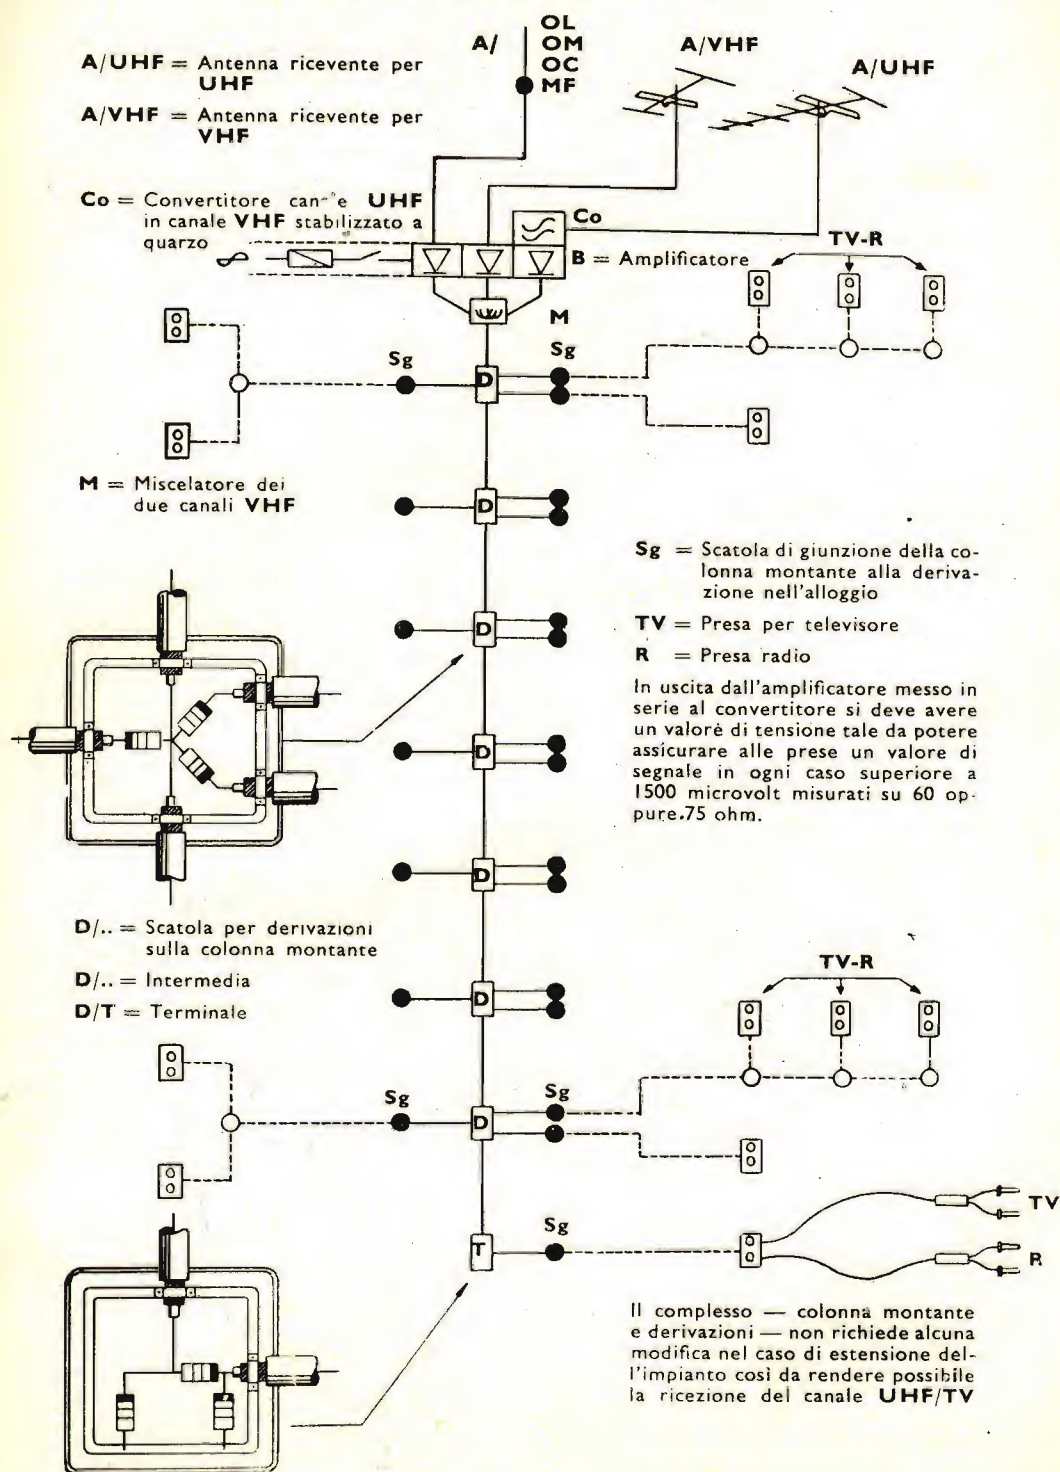 OL
A/ OM
OC
MF
A/VHF
A/UHF
A/UHF = Antenna ricevente per
UHF
A/VHF = Antenna ricevente per
VHF
Co = Convertitore UHF
in canale VHF stabilizzato a
quarzo
Co
TV-R
B = Amplificatore
M
Sg
Sg
D
M = Miscelatore dei
due canali VHF
D
Sg = Scatola di giunzione della co-
lonna montante alla deriva-
zione nell'alloggio
TV = Presa per televisore
R = Presa radio
In uscita dall'amplificatore messo in
serie al convertitore si deve avere
un valore di tensione tale da potere
assicurare alle prese un valore di
segnale in ogni caso superiore a
1500 microvolt misurati su 60 op-
pure.75 ohm.
D
D
D
D/.. = Scatola per derivazioni
sulla colonna montante
D/.. = Intermedia
D/T = Terminale
D
TV-R
Sg
Sg
D
Sg
T
TV
R
Il complesso — colonna montante
e derivazioni — non richiede alcuna
modifica nel caso di estensione del-
l'impianto così da rendere possibile
la ricezione del canale UHF/TV